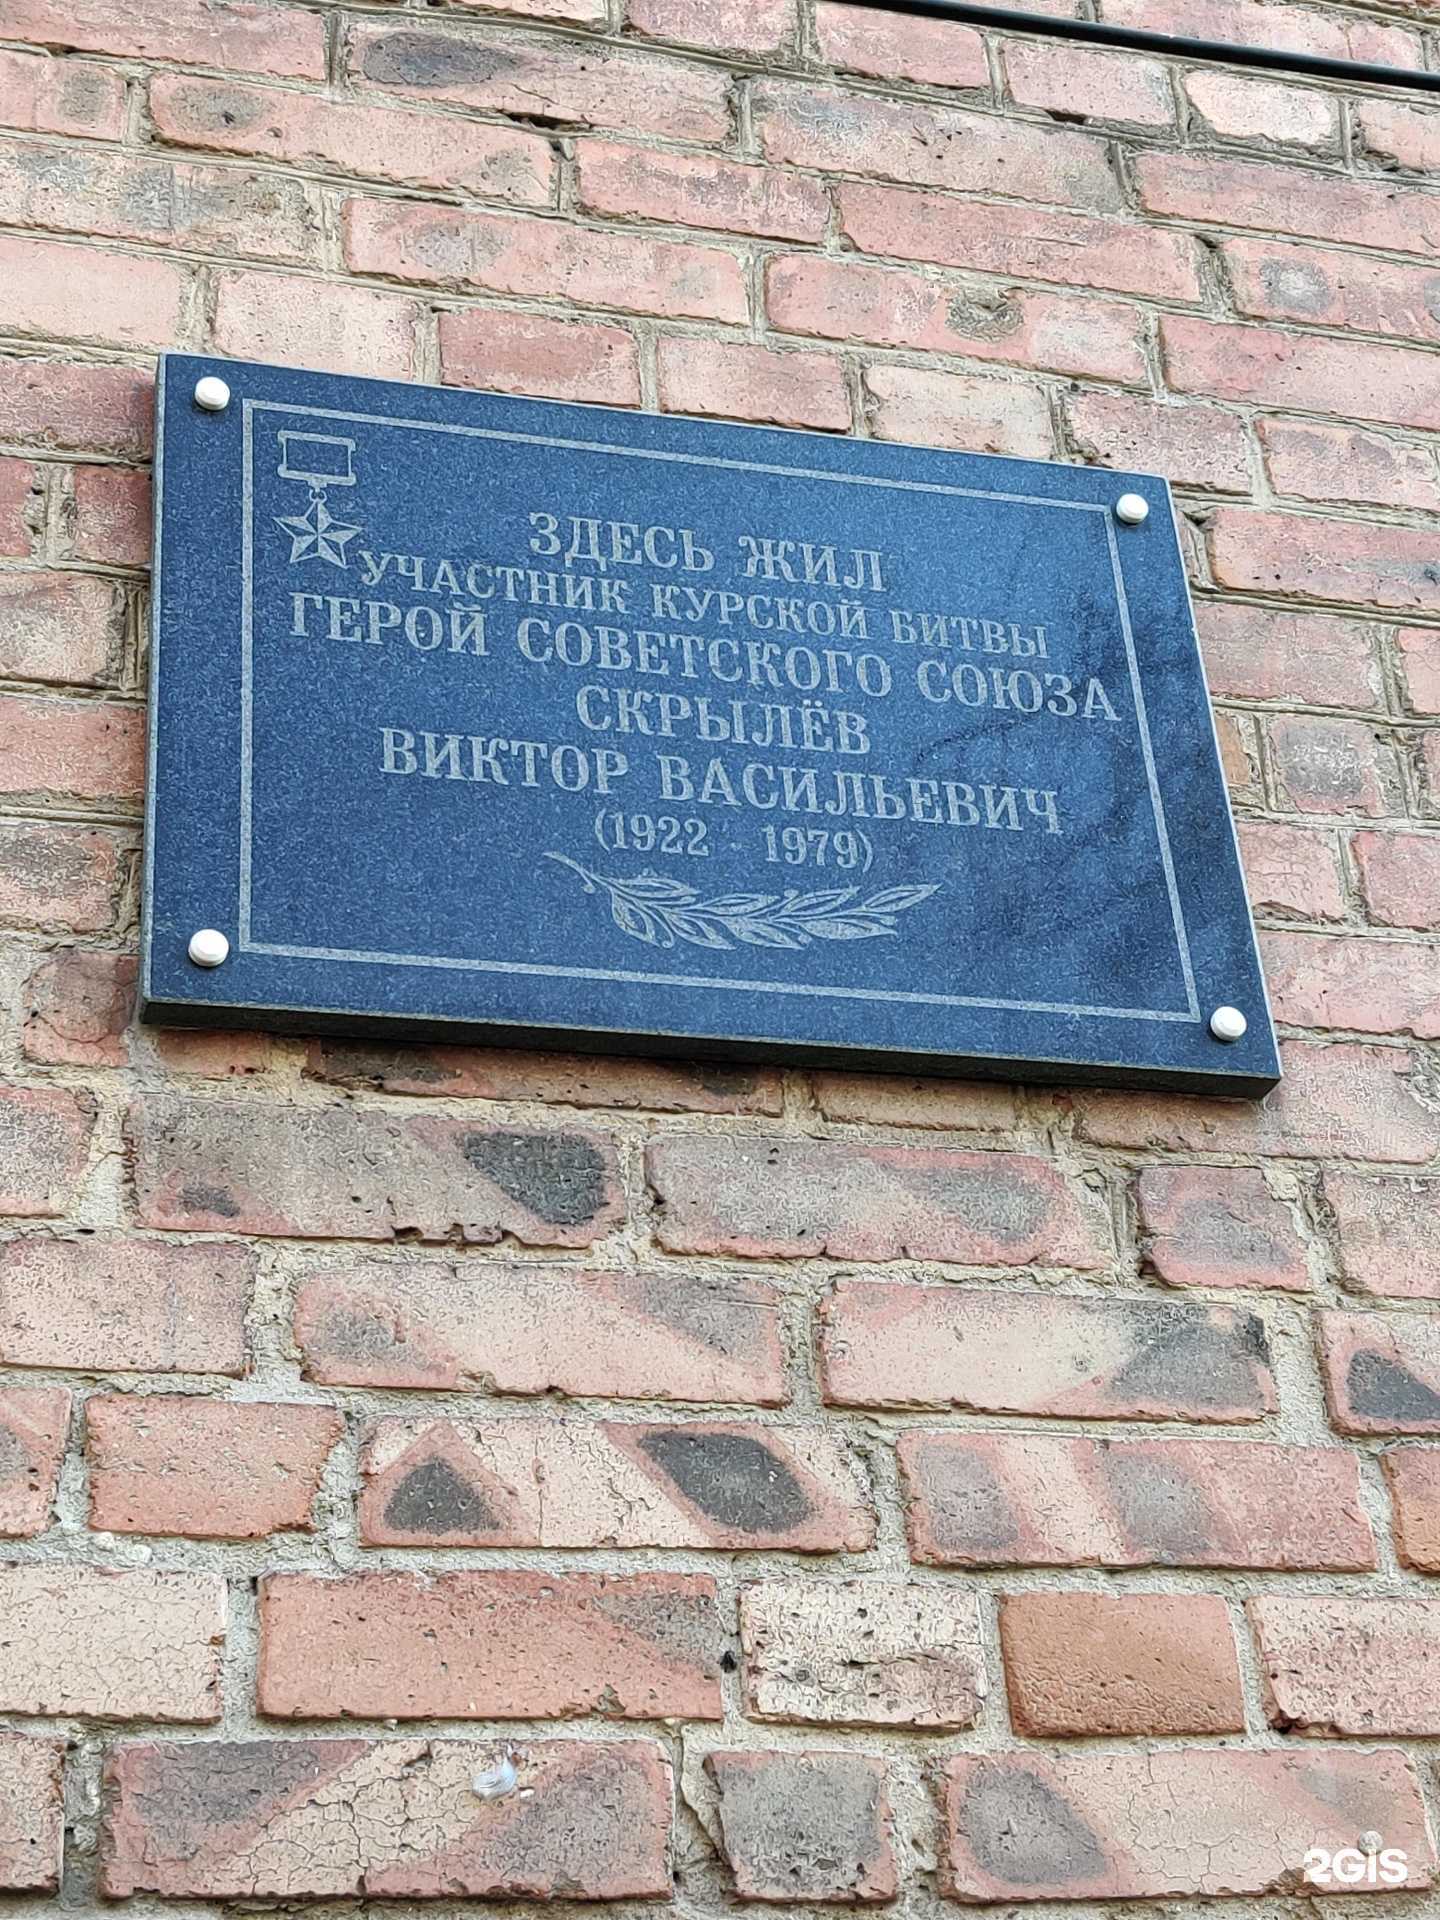 ЗДЕСЬ ЖИЛ
УЧАСТНИК КУРСКОЙ БИТВЫ
ГЕРОЙ СОВЕТСКОГО СОЮЗА
СКРЫЛЁВ
ВИКТОР ВАСИЛЬЕВИЧ
(1922 - 1979)
2GIS